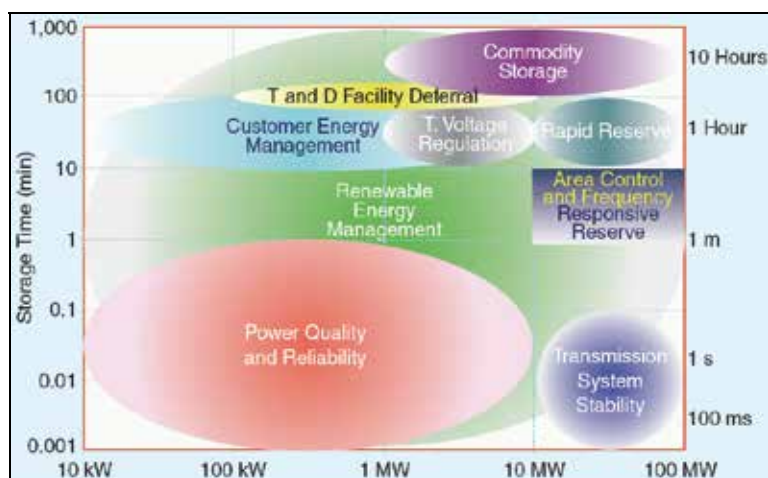 1,000
100
10
1
0.1
0.01
0.001
Storage Time (min)
Commodity
Storage
T and D Facility Deferral
Customer Energy
Management
T. Voltage
Regulation
Rapid Reserve
Renewable
Energy
Management
Area Control
and Frequency
Responsive
Reserve
Power Quality
and Reliability
Transmission
System
Stability
10 Hours
1 Hour
1 m
1 s
100 ms
10 kW
100 kW
1 MW
10 MW
100 MW